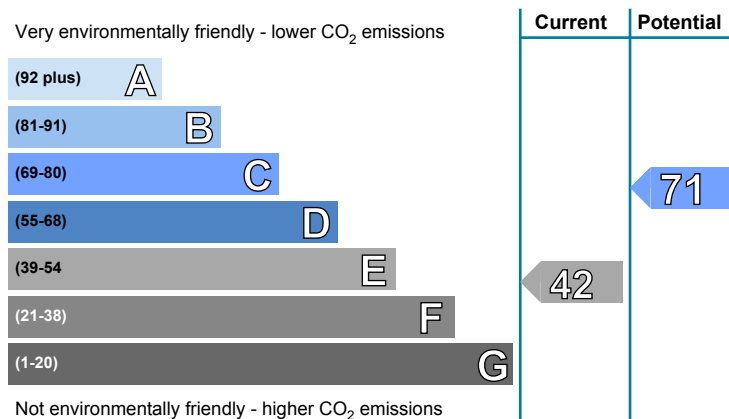 Very environmentally friendly - lower CO₂ emissions
Current
Potential
(92 plus) A
(81-91) B
(69-80) C
71
(55-68) D
(39-54 E
42
(21-38) F
(1-20) G
Not environmentally friendly - higher CO₂ emissions